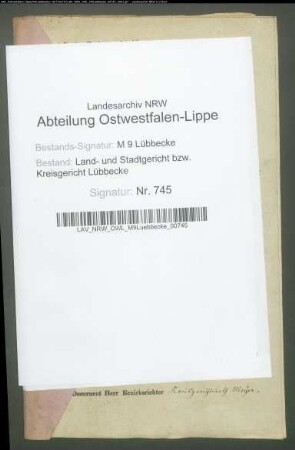 Landesarchiv NRW
Abteilung Ostwestfalen-Lippe
Bestands-Signatur: M 9 Lübbecke
Bestand: Land- und Stadtgericht bzw.
Kreisgericht Lübbecke
Signatur: Nr. 745
LAV_NRW_OWL_M9Luebbecke_00745
Decernent Herr Bezirksrichter